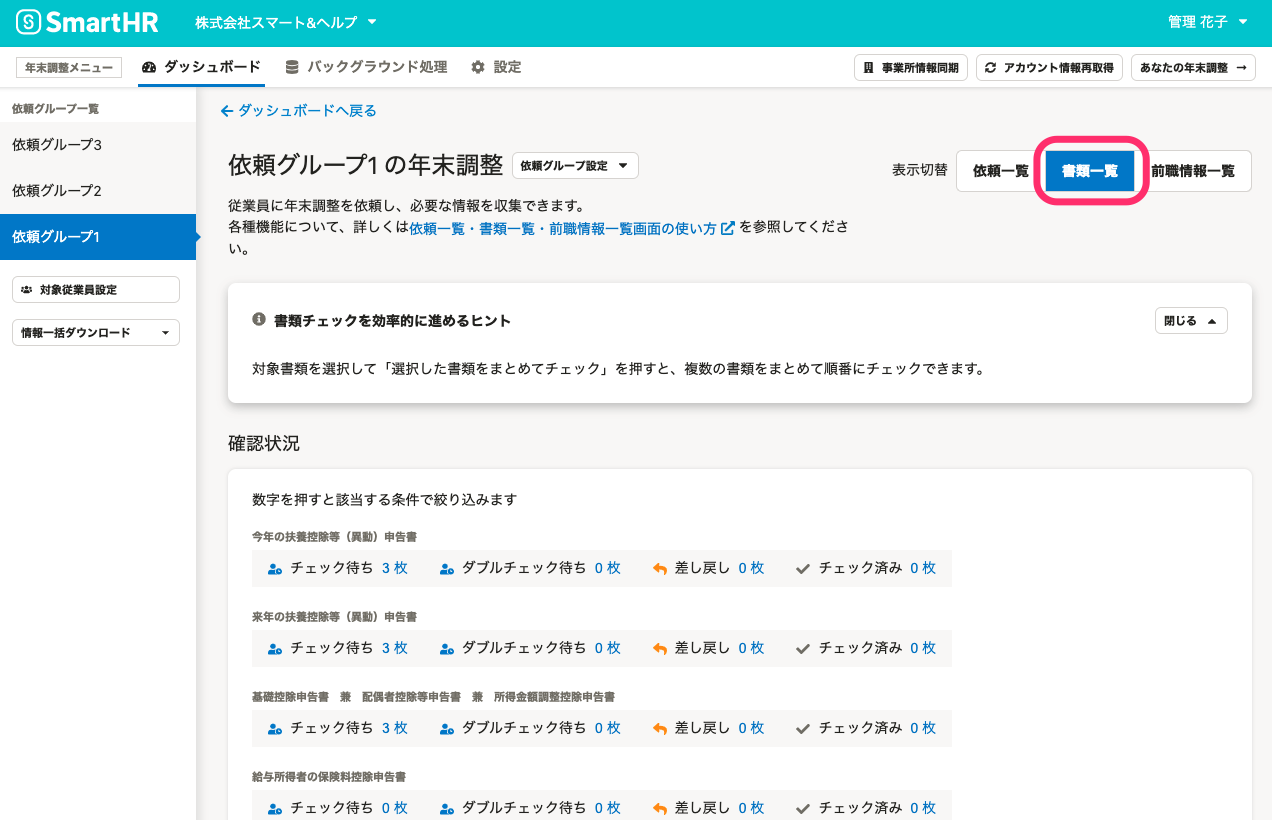 SmartHR 株式会社スマート&ヘルプ 管理 花子
年末調整メニュー ダッシュボード バックグラウンド処理 設定 事業所情報同期 アカウント情報再取得 あなたの年末調整 →
依頼グループ一覧
依頼グループ3
依頼グループ2
依頼グループ1
対象従業員設定
情報一括ダウンロード
← ダッシュボードへ戻る
依頼グループ1 の年末調整 依頼グループ設定 表示切替 依頼一覧 書類一覧 前職情報一覧
従業員に年末調整を依頼し、必要な情報を収集できます。
各種機能について、詳しくは依頼一覧・書類一覧・前職情報一覧画面の使い方 を参照してくださ
い。
書類チェックを効率的に進めるヒント 閉じる
対象書類を選択して「選択した書類をまとめてチェック」を押すと、複数の書類をまとめて順番にチェックできます。
確認状況
数字を押すと該当する条件で絞り込みます
今年の扶養控除等（異動）申告書
チェック待ち 3 枚 ダブルチェック待ち 0 枚 差し戻し 0 枚 チェック済み 0 枚
来年の扶養控除等（異動）申告書
チェック待ち 3 枚 ダブルチェック待ち 0 枚 差し戻し 0 枚 チェック済み 0 枚
基礎控除申告書　兼　配偶者控除等申告書　兼　所得金額調整控除申告書
チェック待ち 3 枚 ダブルチェック待ち 0 枚 差し戻し 0 枚 チェック済み 0 枚
給与所得者の保険料控除申告書
チェック待ち 0 枚 ダブルチェック待ち 0 枚 差し戻し 0 枚 チェック済み 0 枚